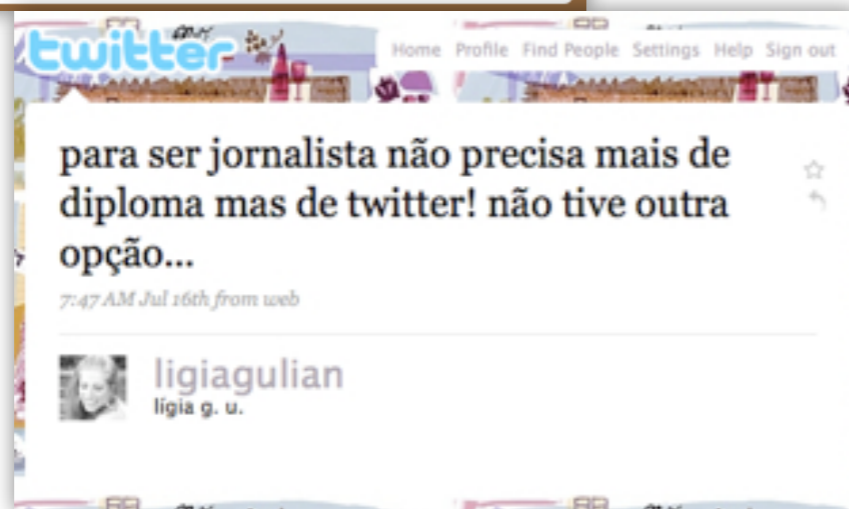 twitter
Home Profile Find People Settings Help Sign out
para ser jornalista não precisa mais de
diploma mas de twitter! não tive outra
opção...
7:47 AM Jul 16th from web
ligiagulian
lígia g. u.